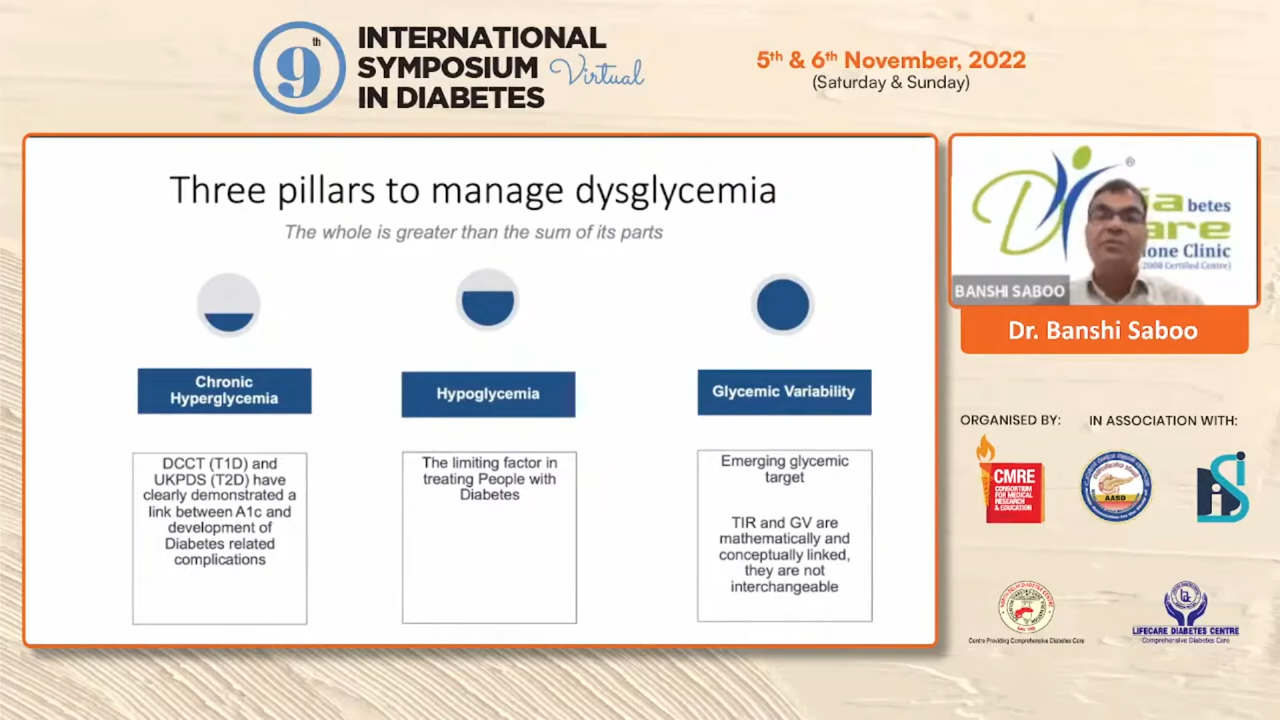 9th
INTERNATIONAL
SYMPOSIUM Virtual
IN DIABETES
5th & 6th November, 2022
(Saturday & Sunday)
Three pillars to manage dysglycemia
The whole is greater than the sum of its parts
Chronic
Hyperglycemia
Hypoglycemia
Glycemic Variability
DCCT (T1D) and
UKPDS (T2D) have
clearly demonstrated a
link between A1c and
development of
Diabetes related
complications
The limiting factor in
treating People with
Diabetes
Emerging glycemic
target
TIR and GV are
mathematically and
conceptually linked,
they are not
interchangeable
®
ia betes
are
one Clinic
Certified Centre)
BANSHI SABOO
Dr. Banshi Saboo
ORGANISED BY:
IN ASSOCIATION WITH:
CMRE
CONSORTIUM
FOR MEDICAL
RESEARCH
& EDUCATION
AASD
Centre Providing Comprehensive Diabetes Care
LIFECARE DIABETES CENTRE
Comprehensive Diabetes Care